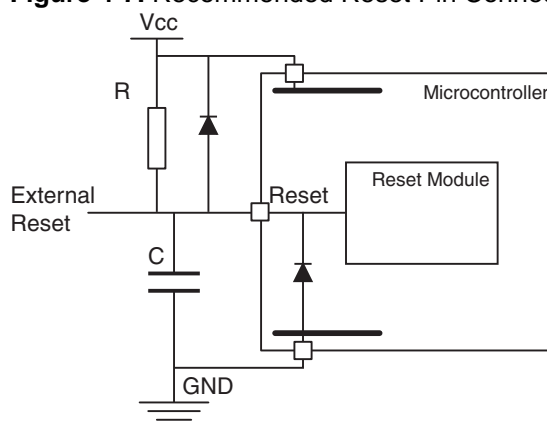 Vcc
R
Microcontroller
Reset Module
External
Reset
Reset
C
GND